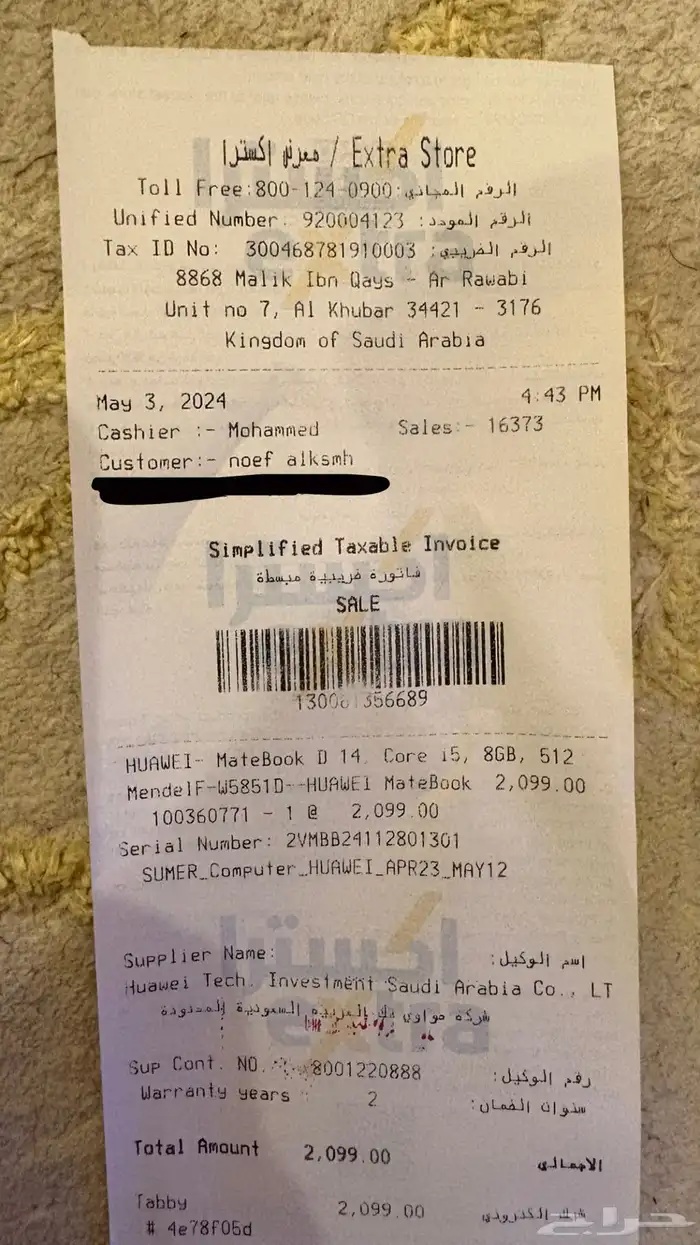 معرض اكسترا / Extra Store
Toll Free:800-124-0900:الرقم المجاني
Unified Number: 920004123 :الرقم الموحد
Tax ID No: 300468781910003 :الرقم الضريبي
8868 Malik Ibn Qays - Ar Rawabi
Unit no 7, Al Khubar 34421 - 3176
Kingdom of Saudi Arabia
May 3, 2024 4:43 PM
Cashier :- Mohammed Sales:- 16373
Customer:- noef alksmh
Simplified Taxable Invoice
فاتورة ضريبية مبسطة
SALE
HUAWEI- MateBook D 14, Core i5, 8GB, 512
MendelF-W5851D--HUAWEI MateBook 2,099.00
100360771 - 1 @ 2,099.00
Serial Number: 2VMBB24112801301
SUMER_Computer_HUAWEI_APR23_MAY12
Supplier Name: اسم الوكيل:
Huawei Tech. Investment Saudi Arabia Co., LT
شركة هواوي تك العربية السعودية المحدودة
Sup Cont. NO. 8001220888 رقم الوكيل:
Warranty years : 2 سنوات الضمان:
Total Amount 2,099.00 الاجمالي
Tabby 2,099.00
# 4e78f05d
حراج